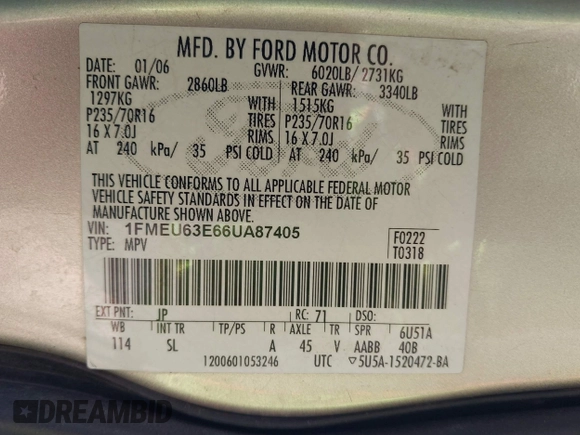 MFD. BY FORD MOTOR CO.
DATE: 01/06 GVWR: 6020LB/ 2731KG
FRONT GAWR: 2860LB REAR GAWR: 3340LB
1297KG 1515KG
P235/70R16 TIRES P235/70R16 TIRES
16 X 7.0J RIMS 16 X 7.0J RIMS
AT 240 kPa/ 35 PSI COLD AT 240 kPa/ 35 PSI COLD
THIS VEHICLE CONFORMS TO ALL APPLICABLE FEDERAL MOTOR
VEHICLE SAFETY STANDARDS IN EFFECT ON THE DATE OF
MANUFACTURE SHOWN ABOVE.
VIN: 1FMEU63E66UA87405 F0222
TYPE: MPV T0318
EXT PNT: JP RC: 71 DSO:
WB INT TR TP/PS R AXLE TR SPR 6U51A
114 SL A 45 V AABB 40B
1200601053246 UTC ▽5U5A-1520472-BA
DREAMBID